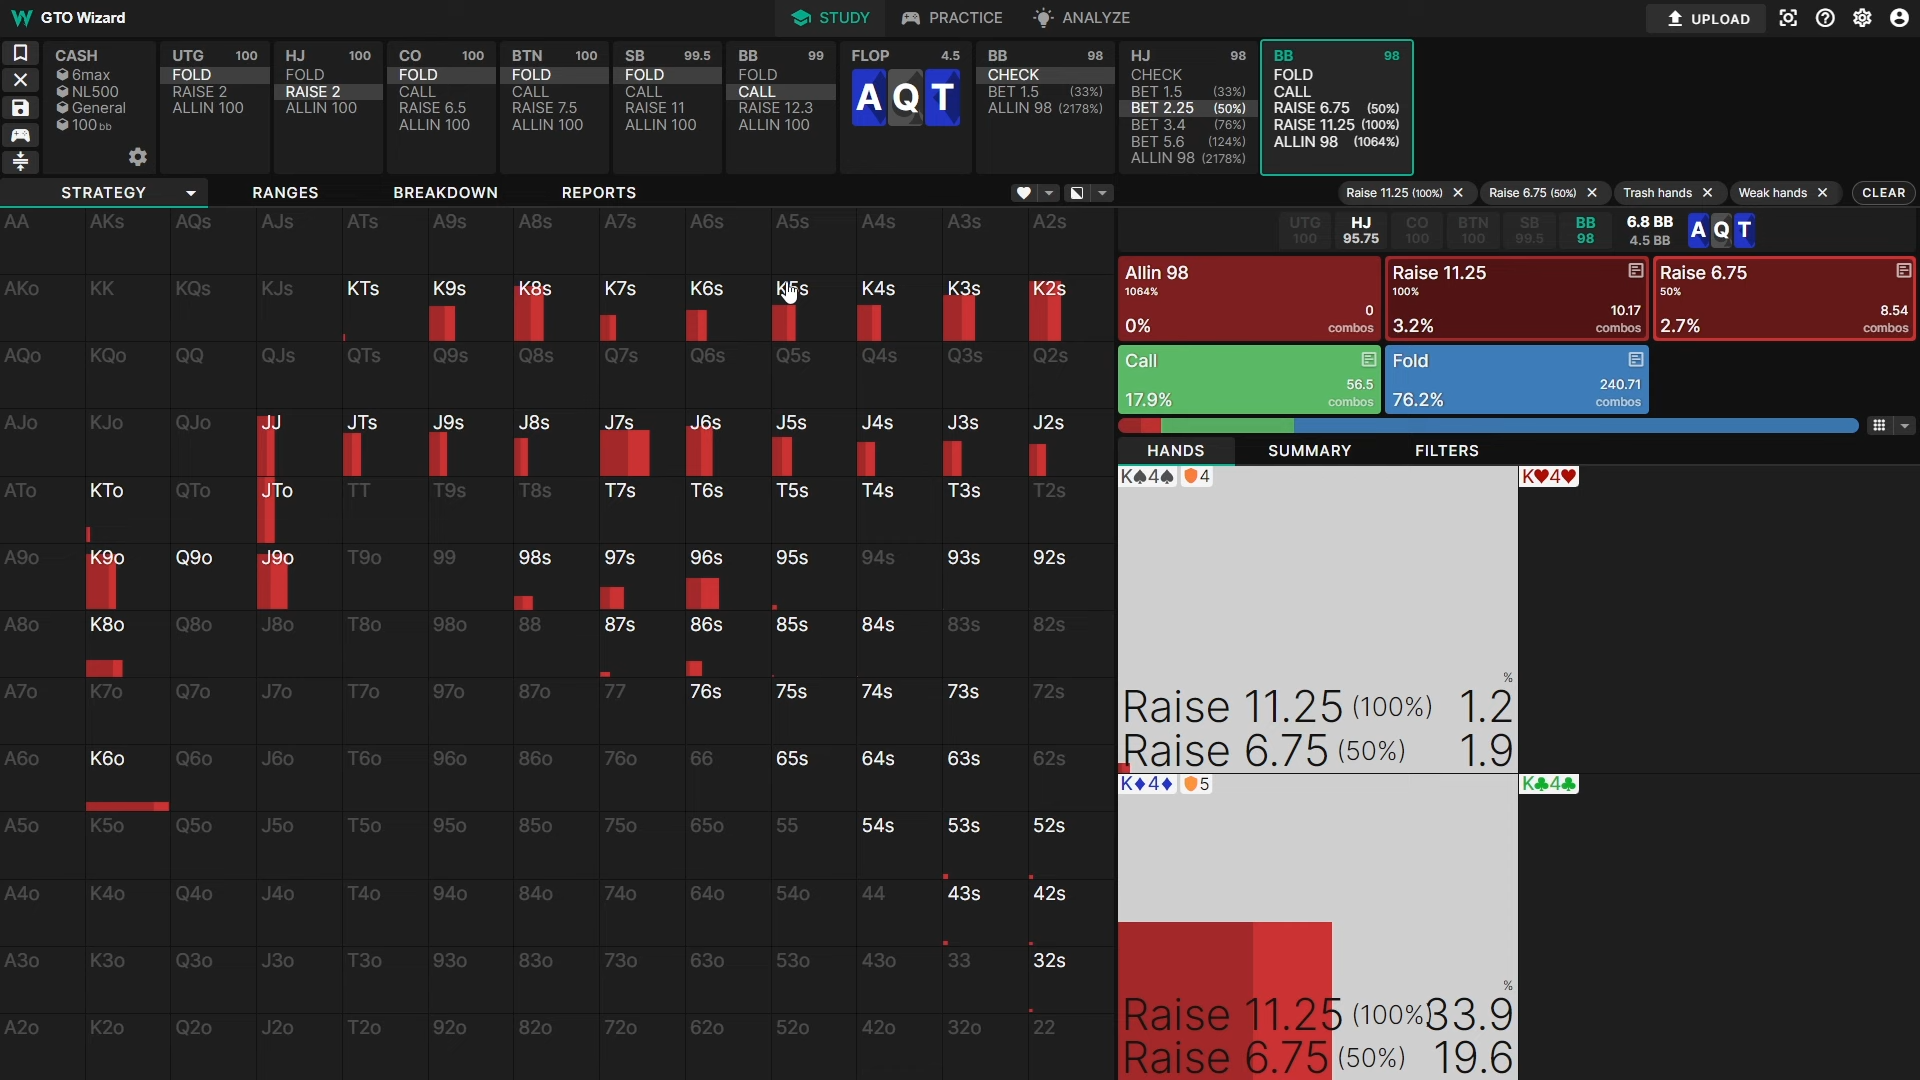 GTO Wizard
STUDY
PRACTICE
ANALYZE
UPLOAD
CASH
6max
NL500
General
100bb
UTG 100
FOLD
RAISE 2
ALLIN 100
HJ 100
FOLD
RAISE 2
ALLIN 100
CO 100
FOLD
CALL
RAISE 6.5
ALLIN 100
BTN 100
FOLD
CALL
RAISE 7.5
ALLIN 100
SB 99.5
FOLD
CALL
RAISE 11
ALLIN 100
BB 99
FOLD
CALL
RAISE 12.3
ALLIN 100
FLOP 4.5
A Q T
BB 98
CHECK
BET 1.5 (33%)
ALLIN 98 (2178%)
HJ 98
CHECK
BET 1.5 (33%)
BET 2.25 (50%)
BET 3.4 (76%)
BET 5.6 (124%)
ALLIN 98 (2178%)
BB 98
FOLD
CALL
RAISE 6.75 (50%)
RAISE 11.25 (100%)
ALLIN 98 (1064%)
STRATEGY RANGES BREAKDOWN REPORTS
Raise 11.25 (100%) Raise 6.75 (50%) Trash hands Weak hands CLEAR
AA AKs AQs AJs ATs A9s A8s A7s A6s A5s A4s A3s A2s
AKo KK KQs KJs KTs K9s K8s K7s K6s K5s K4s K3s K2s
AQo KQo QQ QJs QTs Q9s Q8s Q7s Q6s Q5s Q4s Q3s Q2s
AJo KJo QJo JJ JTs J9s J8s J7s J6s J5s J4s J3s J2s
ATo KTo QTo JTo TT T9s T8s T7s T6s T5s T4s T3s T2s
A9o K9o Q9o J9o T9o 99 98s 97s 96s 95s 94s 93s 92s
A8o K8o Q8o J8o T8o 98o 88 87s 86s 85s 84s 83s 82s
A7o K7o Q7o J7o T7o 97o 87o 77 76s 75s 74s 73s 72s
A6o K6o Q6o J6o T6o 96o 86o 76o 66 65s 64s 63s 62s
A5o K5o Q5o J5o T5o 95o 85o 75o 65o 55 54s 53s 52s
A4o K4o Q4o J4o T4o 94o 84o 74o 64o 54o 44 43s 42s
A3o K3o Q3o J3o T3o 93o 83o 73o 63o 53o 43o 33 32s
A2o K2o Q2o J2o T2o 92o 82o 72o 62o 52o 42o 32o 22
UTG HJ CO BTN SB BB 6.8 BB A Q T
100 95.75 100 100 99.5 98 4.5 BB
Allin 98
1064%
0
0% combos
Raise 11.25
100%
10.17
3.2% combos
Raise 6.75
50%
8.54
2.7% combos
Call
56.5
17.9% combos
Fold
240.71
76.2% combos
HANDS SUMMARY FILTERS
K♠4♠ 4
%
Raise 11.25 (100%) 1.2
Raise 6.75 (50%) 1.9
K♥4♥
K♦4♦ 5
%
Raise 11.25 (100%) 33.9
Raise 6.75 (50%) 19.6
K♣4♣